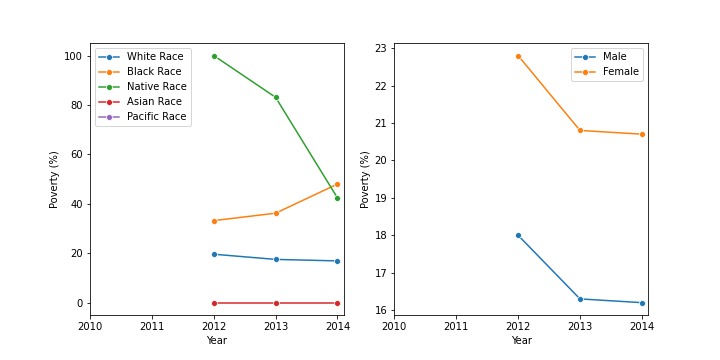 White Race
Black Race
Native Race
Asian Race
Pacific Race
100
80
60
40
20
0
Poverty (%)
2010 2011 2012 2013 2014
Year
Male
Female
23
22
21
20
19
18
17
16
Poverty (%)
2010 2011 2012 2013 2014
Year